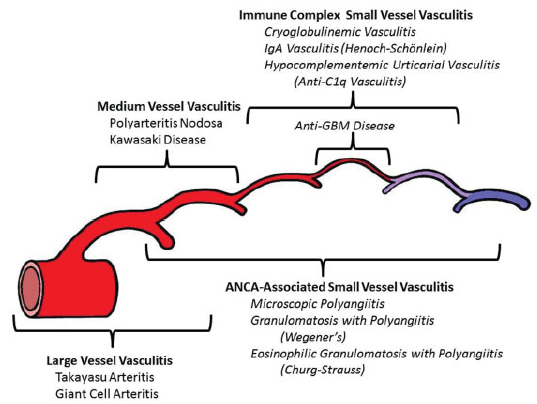 Immune Complex Small Vessel Vasculitis
Cryoglobulinemic Vasculitis
IgA Vasculitis (Henoch-Schönlein)
Hypocomplementemic Urticarial Vasculitis
(Anti-C1q Vasculitis)
Medium Vessel Vasculitis
Polyarteritis Nodosa
Kawasaki Disease
Anti-GBM Disease
ANCA-Associated Small Vessel Vasculitis
Microscopic Polyangiitis
Granulomatosis with Polyangiitis
(Wegener's)
Eosinophilic Granulomatosis with Polyangiitis
(Churg-Strauss)
Large Vessel Vasculitis
Takayasu Arteritis
Giant Cell Arteritis